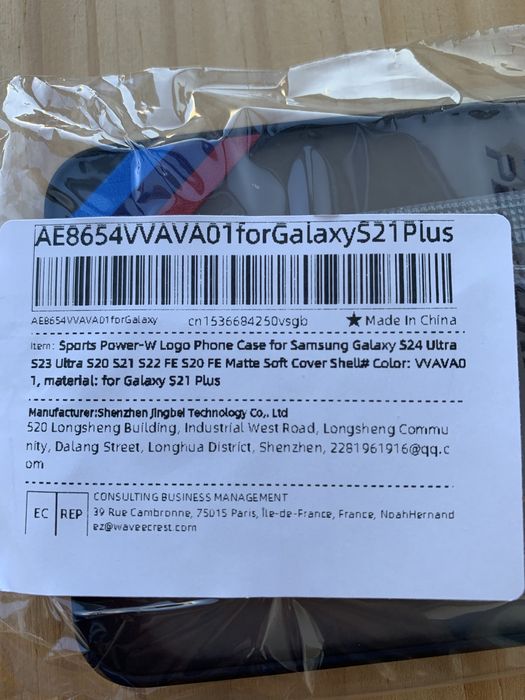 AE8654VVAVA01forGalaxyS21Plus
AE8654VVAVA01forGalaxy cn1536684250vsgb ★ Made In China
Item: Sports Power-W Logo Phone Case for Samsung Galaxy S24 Ultra
S23 Ultra S20 S21 S22 FE S20 FE Matte Soft Cover Shell# Color: VVAVA0
1, material: for Galaxy S21 Plus
Manufacturer:Shenzhen Jingbei Technology Co,. Ltd
520 Longsheng Building, Industrial West Road, Longsheng Commu
nity, Dalang Street, Longhua District, Shenzhen, 2281961916@qq.c
om
EC REP
CONSULTING BUSINESS MANAGEMENT
39 Rue Cambronne, 75015 Paris, Île-de-France, France, NoahHernand
ez@waveecrest.com